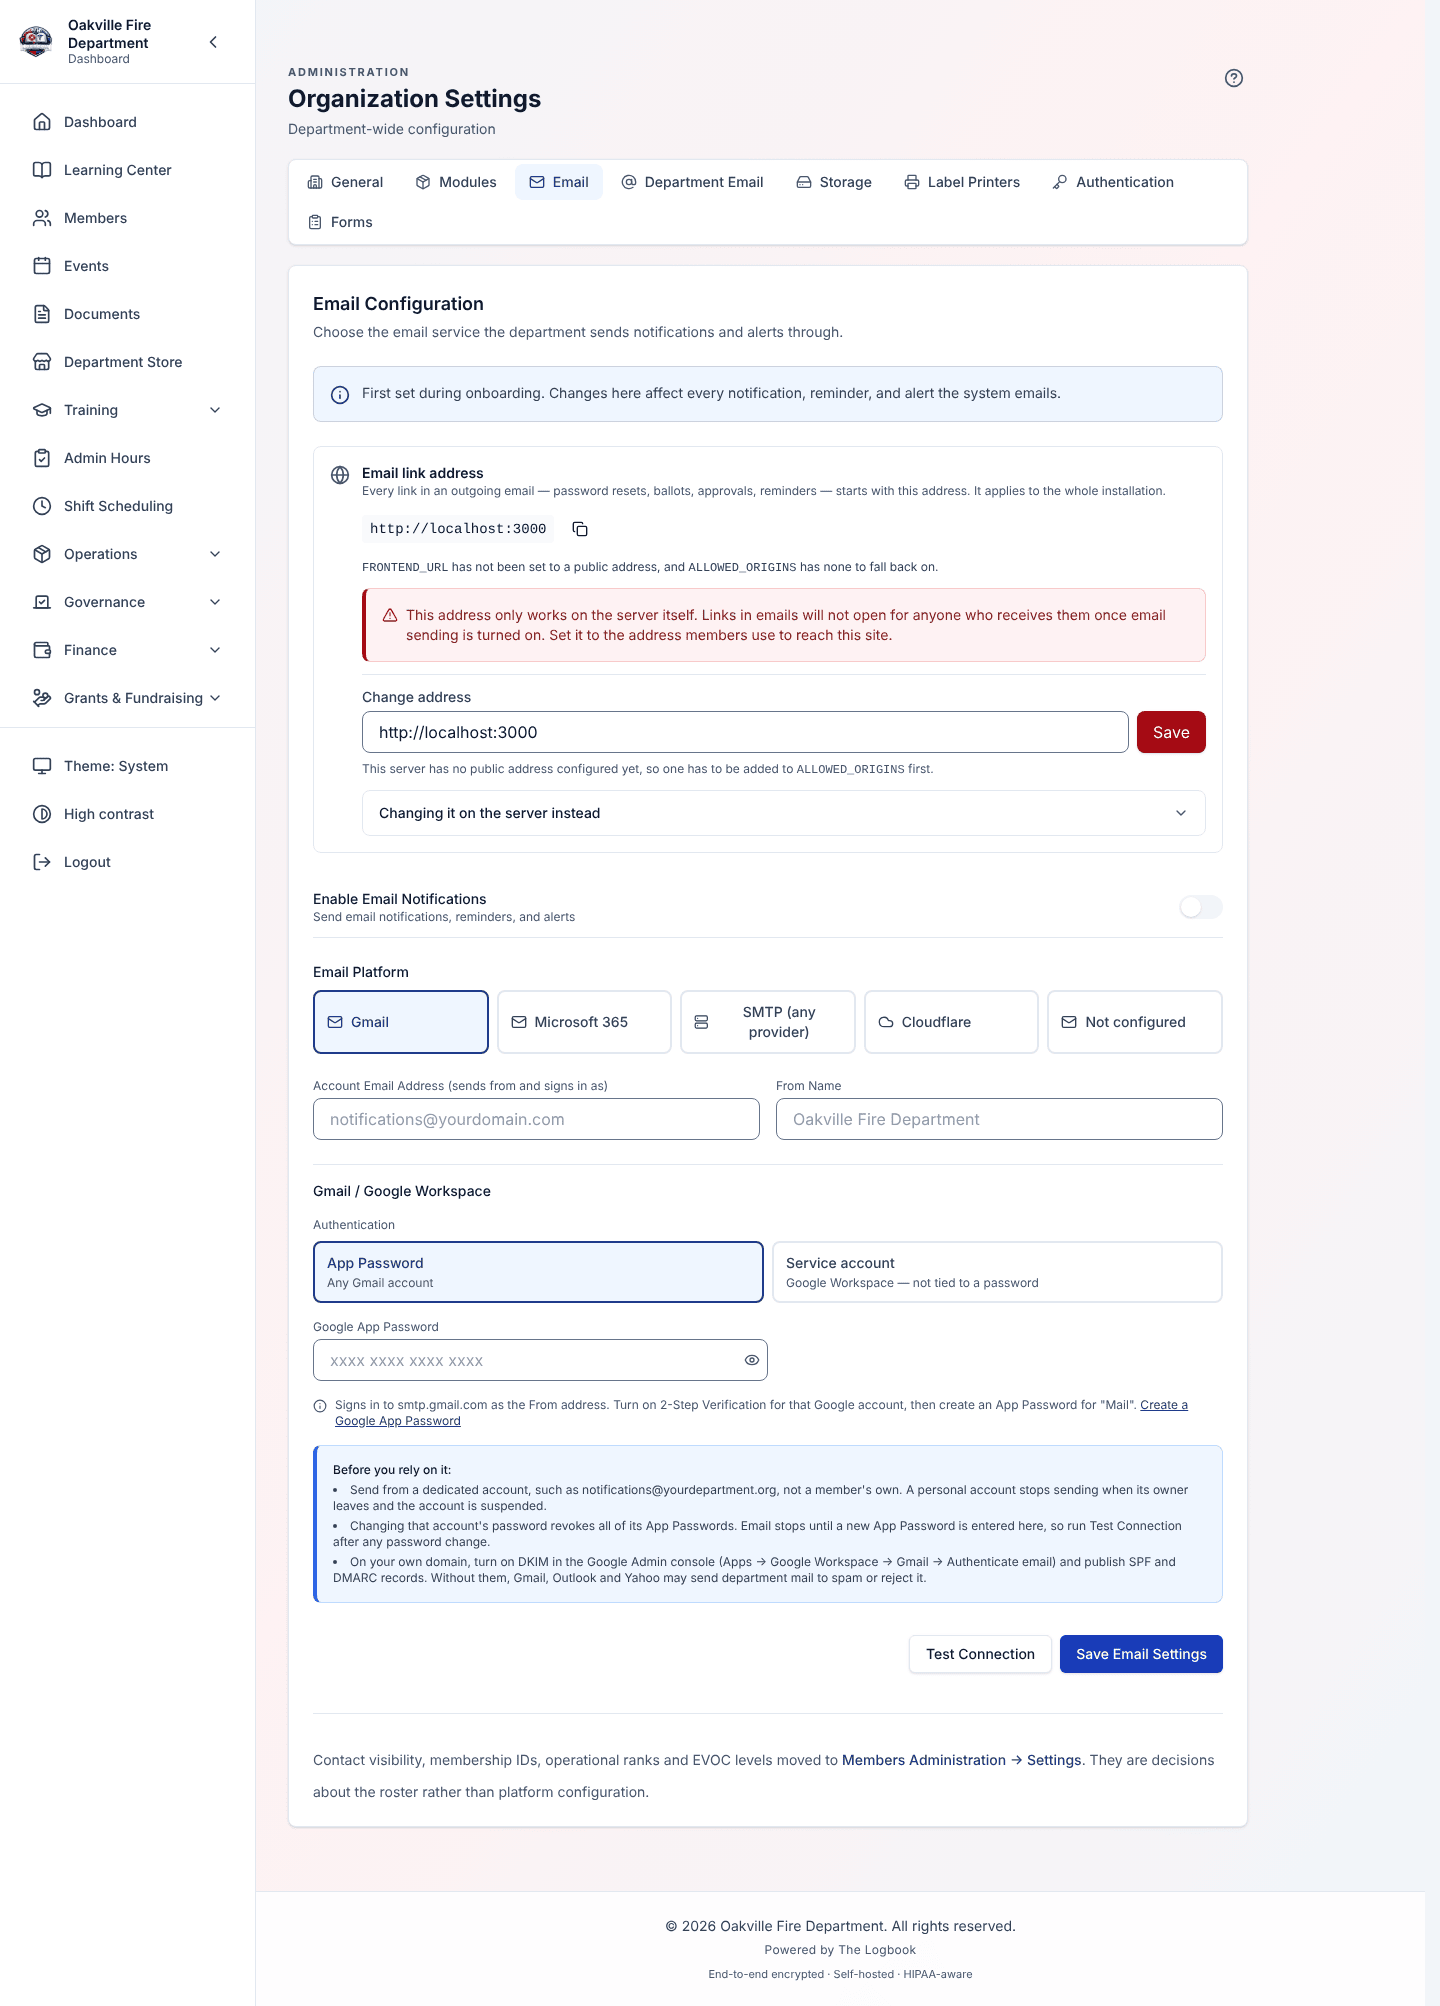 Oakville Fire
Department
Dashboard
Dashboard
Learning Center
Members
Events
Documents
Department Store
Training
Admin Hours
Shift Scheduling
Operations
Governance
Finance
Grants & Fundraising
Theme: System
High contrast
Logout
ADMINISTRATION
Organization Settings
Department-wide configuration
General
Modules
Email
Department Email
Storage
Label Printers
Authentication
Forms
Email Configuration
Choose the email service the department sends notifications and alerts through.
First set during onboarding. Changes here affect every notification, reminder, and alert the system emails.
Email link address
Every link in an outgoing email — password resets, ballots, approvals, reminders — starts with this address. It applies to the whole installation.
http://localhost:3000
FRONTEND_URL has not been set to a public address, and ALLOWED_ORIGINS has none to fall back on.
This address only works on the server itself. Links in emails will not open for anyone who receives them once email
sending is turned on. Set it to the address members use to reach this site.
Change address
http://localhost:3000
Save
This server has no public address configured yet, so one has to be added to ALLOWED_ORIGINS first.
Changing it on the server instead
Enable Email Notifications
Send email notifications, reminders, and alerts
Email Platform
Gmail
Microsoft 365
SMTP (any
provider)
Cloudflare
Not configured
Account Email Address (sends from and signs in as)
From Name
notifications@yourdomain.com
Oakville Fire Department
Gmail / Google Workspace
Authentication
App Password
Any Gmail account
Service account
Google Workspace — not tied to a password
Google App Password
xxxx xxxx xxxx xxxx
Signs in to smtp.gmail.com as the From address. Turn on 2-Step Verification for that Google account, then create an App Password for "Mail". Create a
Google App Password
Before you rely on it:
• Send from a dedicated account, such as notifications@yourdepartment.org, not a member's own. A personal account stops sending when its owner
leaves and the account is suspended.
• Changing that account's password revokes all of its App Passwords. Email stops until a new App Password is entered here, so run Test Connection
after any password change.
• On your own domain, turn on DKIM in the Google Admin console (Apps → Google Workspace → Gmail → Authenticate email) and publish SPF and
DMARC records. Without them, Gmail, Outlook and Yahoo may send department mail to spam or reject it.
Test Connection
Save Email Settings
Contact visibility, membership IDs, operational ranks and EVOC levels moved to Members Administration → Settings. They are decisions
about the roster rather than platform configuration.
© 2026 Oakville Fire Department. All rights reserved.
Powered by The Logbook
End-to-end encrypted · Self-hosted · HIPAA-aware